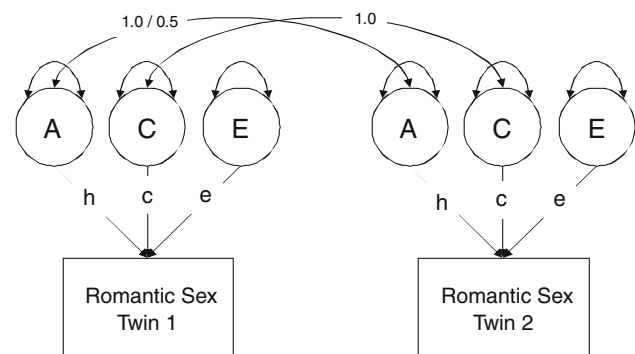 1.0 / 0.5
1.0
A C E A C E
h c e h c e
Romantic Sex Romantic Sex
Twin 1 Twin 2